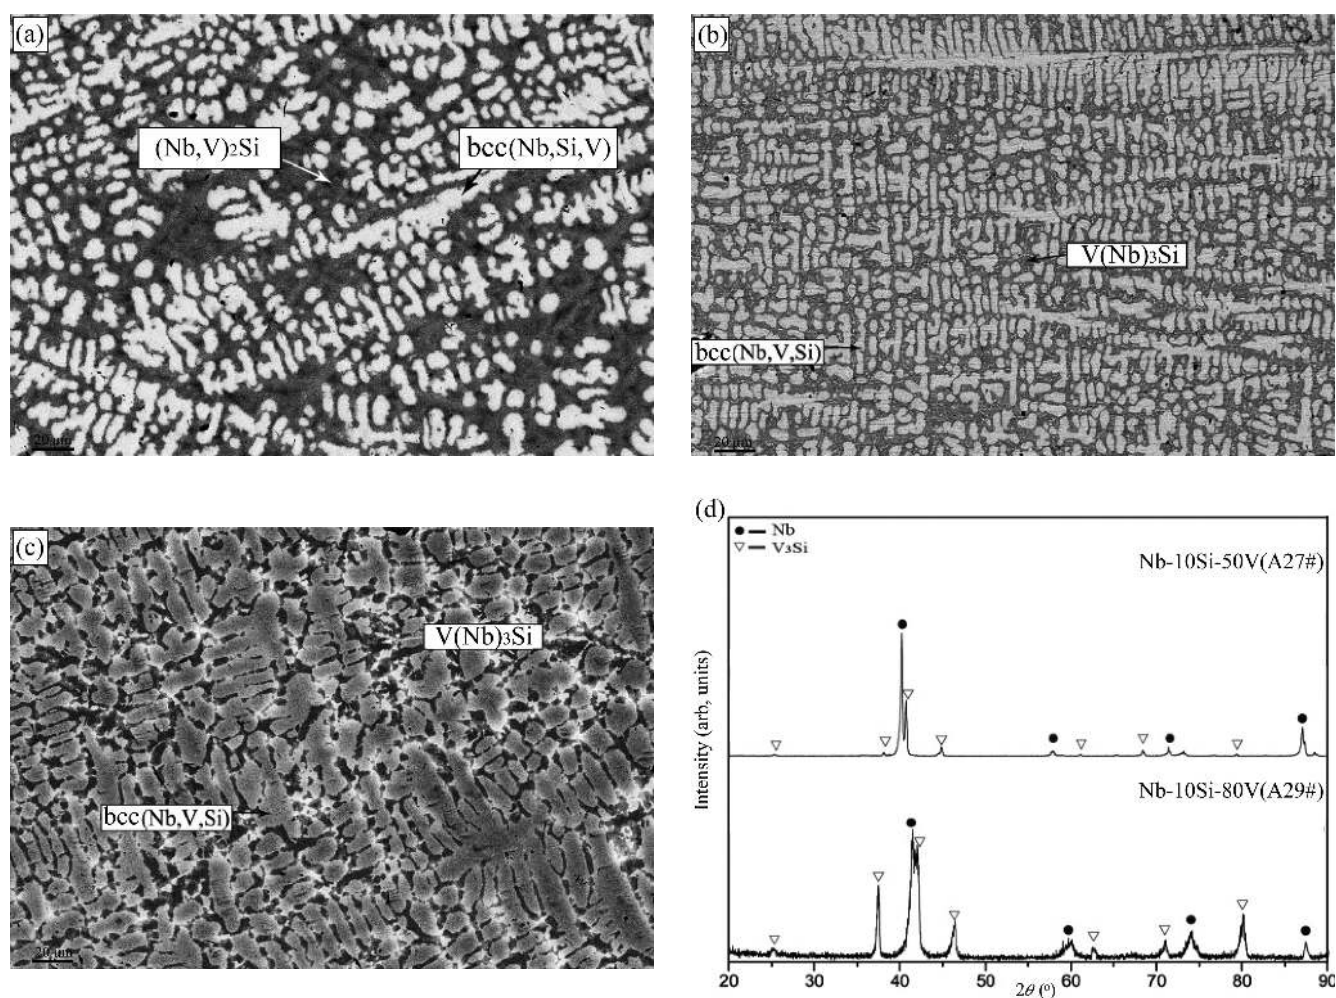 (a)
(Nb,V)₂Si
bcc(Nb,Si,V)
20 μm
(b)
V(Nb)₃Si
bcc(Nb,V,Si)
20 μm
(c)
V(Nb)₃Si
bcc(Nb,V,Si)
20 μm
(d)
● — Nb
▽ — V₃Si
Nb-10Si-50V(A27#)
Nb-10Si-80V(A29#)
Intensity (arb, units)
20 30 40 50 60 70 80 90
2θ (°)